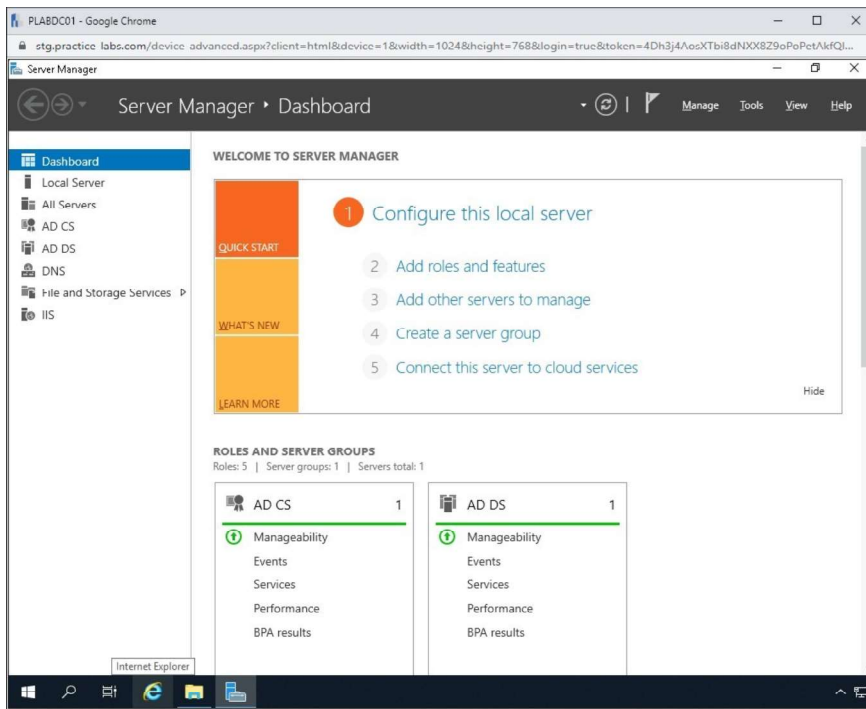 PLABDC01 - Google Chrome
stg.practice-labs.com/device-advanced.aspx?client=html&device=1&width=1024&height=768&login=true&token=
Server Manager
Server Manager • Dashboard
Manage Tools View Help
Dashboard
Local Server
All Servers
AD CS
AD DS
DNS
File and Storage Services
IIS
WELCOME TO SERVER MANAGER
QUICK START
WHAT'S NEW
LEARN MORE
1 Configure this local server
2 Add roles and features
3 Add other servers to manage
4 Create a server group
5 Connect this server to cloud services
Hide
ROLES AND SERVER GROUPS
Roles: 5 | Server groups: 1 | Servers total: 1
AD CS 1
Manageability
Events
Services
Performance
BPA results
AD DS 1
Manageability
Events
Services
Performance
BPA results
Internet Explorer